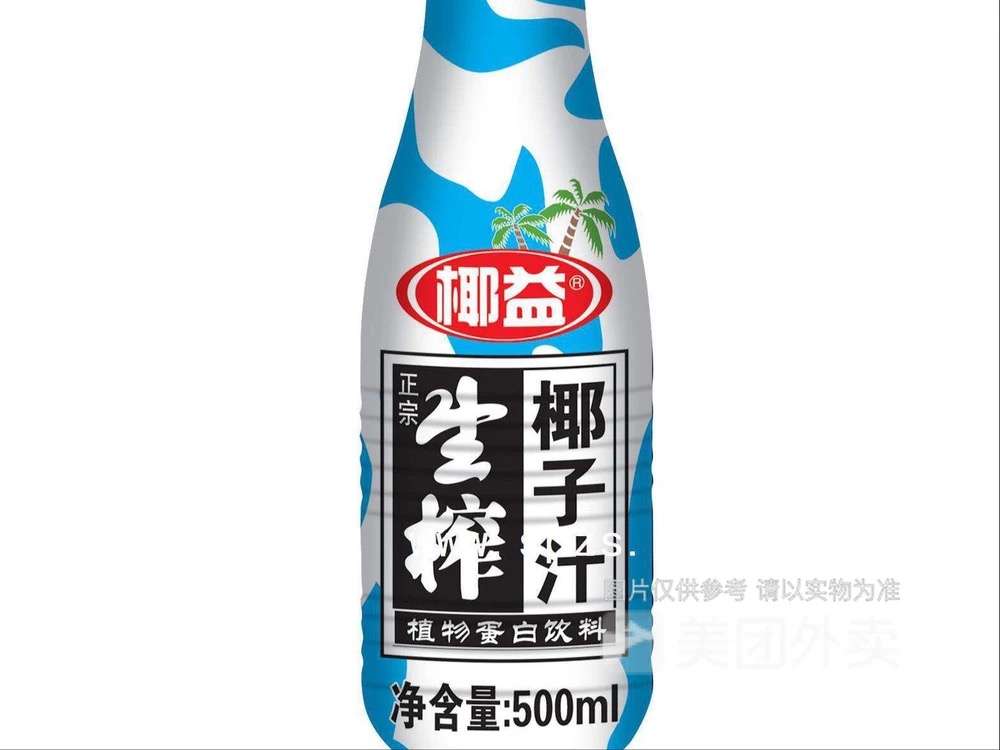 椰益®
正宗
生榨
椰子汁
植物蛋白饮料
净含量:500ml
图片仅供参考 请以实物为准
美团外卖